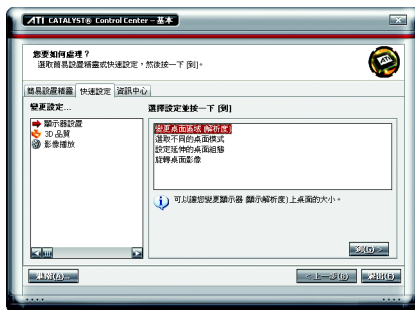 ATI CATALYST® Control Center – 基本
您要如何處理？
選取簡易設置精靈或快速設定，然後按一下 [到]。
簡易設置精靈 快速設定 資訊中心
變更設定...
選擇設定並按一下 [到]
顯示器設置
3D 品質
影像播放
變更桌面區域 (解析度)
選取不同的桌面模式
設定延伸的桌面組態
旋轉桌面影像
可以讓您變更顯示器 (顯示解析度) 上桌面的大小。
到(G) >
進階(A)...
< 上一步(B)